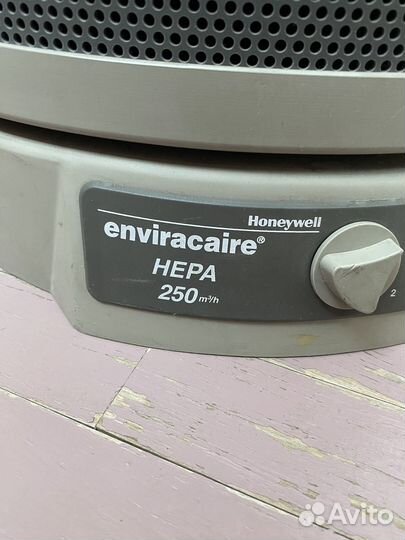 Honeywell
enviracaire®
HEPA
250 m³/h
2
Avito